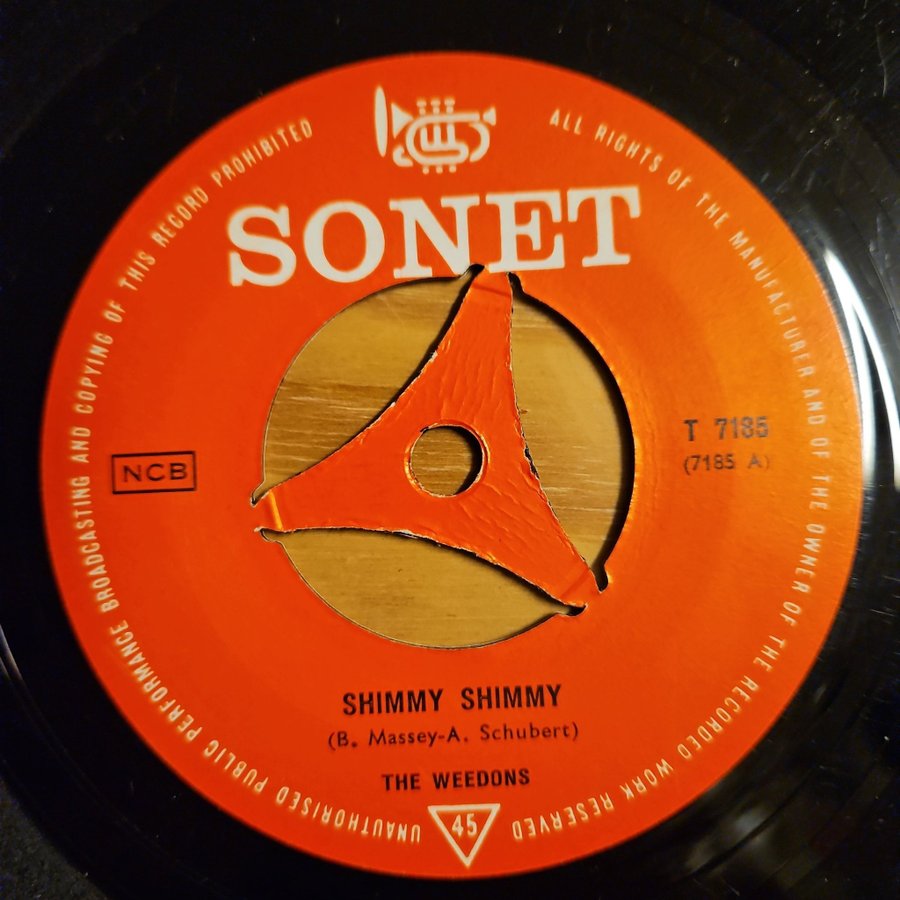 SONET
ALL RIGHTS OF THE MANUFACTURER AND OF THE OWNER OF THE RECORDED WORK RESERVED
UNAUTHORISED PUBLIC PERFORMANCE BROADCASTING AND COPYING OF THIS RECORD PROHIBITED
NCB
T 7185
(7185 A)
SHIMMY SHIMMY
(B. Massey-A. Schubert)
THE WEEDONS
45